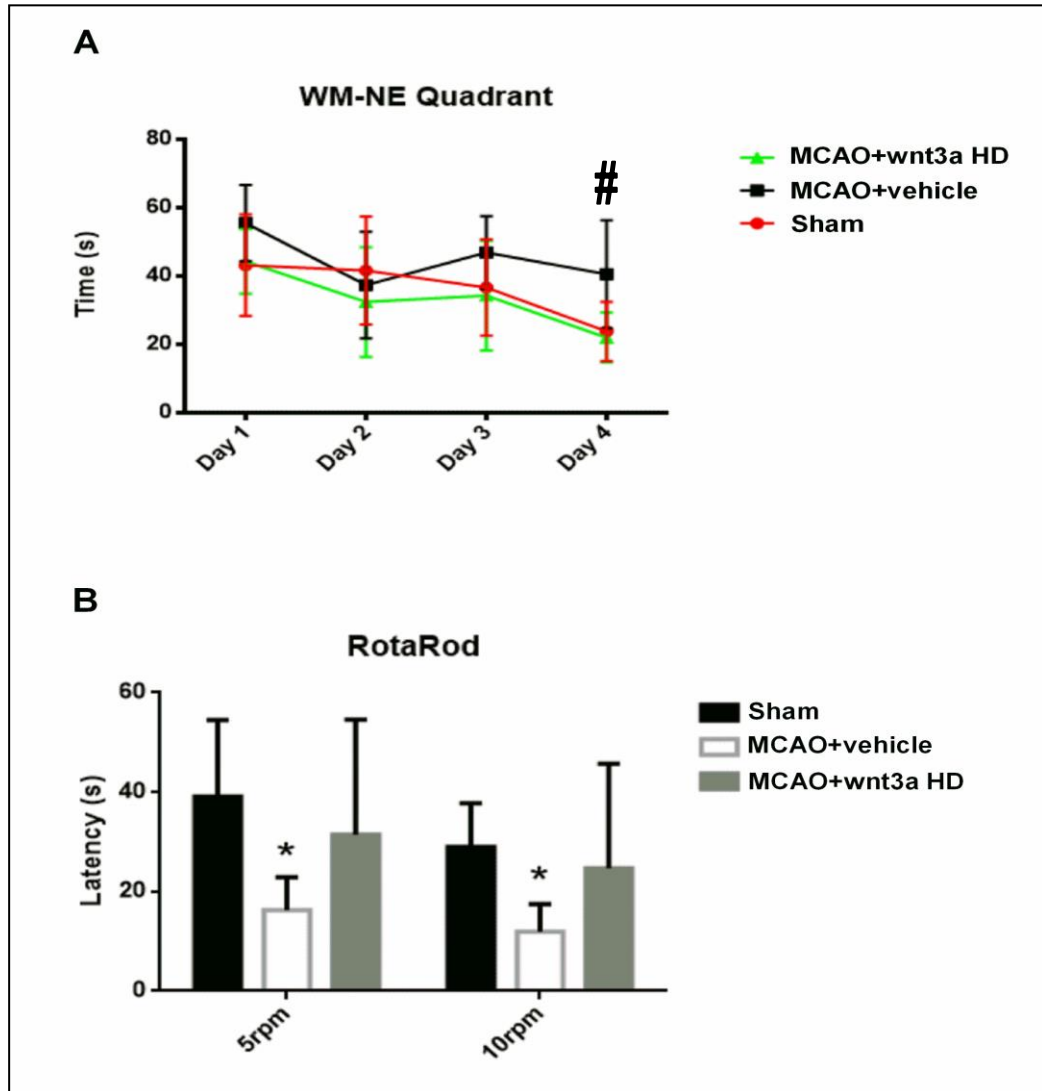 A
WM-NE Quadrant
80
60
40
20
0
Time (s)
#
Day 1
Day 2
Day 3
Day 4
MCAO+wnt3a HD
MCAO+vehicle
Sham
B
RotaRod
60
40
20
0
Latency (s)
*
*
5rpm
10rpm
Sham
MCAO+vehicle
MCAO+wnt3a HD